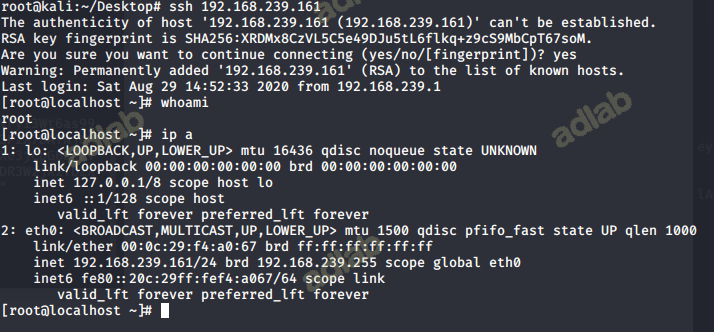 root@kali:~/Desktop# ssh 192.168.239.161
The authenticity of host '192.168.239.161 (192.168.239.161)' can't be established.
RSA key fingerprint is SHA256:XRDMx8CzVL5C5e49DJu5tL6flkq+z9cS9MbCpT67soM.
Are you sure you want to continue connecting (yes/no/[fingerprint])? yes
Warning: Permanently added '192.168.239.161' (RSA) to the list of known hosts.
Last login: Sat Aug 29 14:52:33 2020 from 192.168.239.1
[root@localhost ~]# whoami
root
[root@localhost ~]# ip a
1: lo: <LOOPBACK,UP,LOWER_UP> mtu 16436 qdisc noqueue state UNKNOWN
    link/loopback 00:00:00:00:00:00 brd 00:00:00:00:00:00
    inet 127.0.0.1/8 scope host lo
    inet6 ::1/128 scope host
       valid_lft forever preferred_lft forever
2: eth0: <BROADCAST,MULTICAST,UP,LOWER_UP> mtu 1500 qdisc pfifo_fast state UP qlen 1000
    link/ether 00:0c:29:f4:a0:67 brd ff:ff:ff:ff:ff:ff
    inet 192.168.239.161/24 brd 192.168.239.255 scope global eth0
    inet6 fe80::20c:29ff:fef4:a067/64 scope link
       valid_lft forever preferred_lft forever
[root@localhost ~]#
adlab
adlab
adlab
adlab